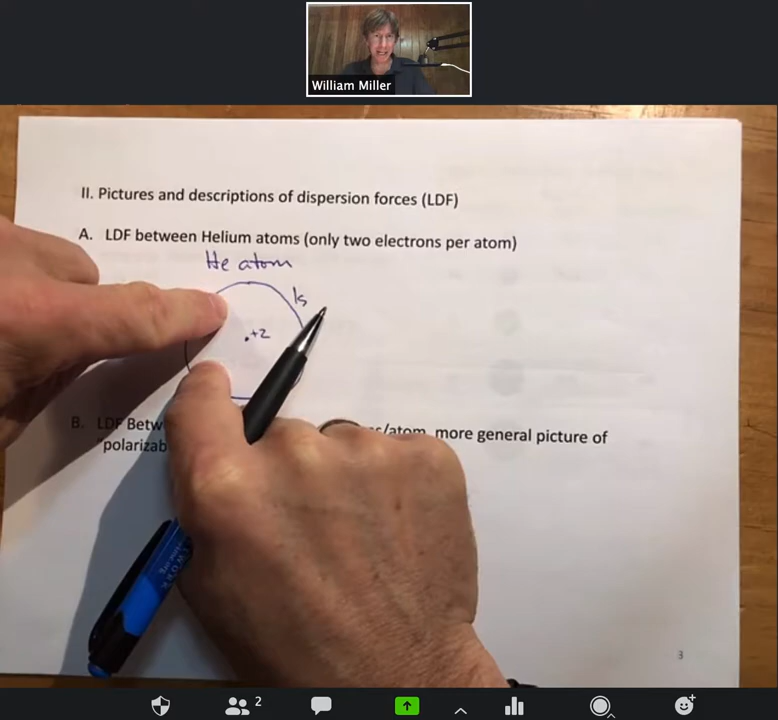 William Miller
II. Pictures and descriptions of dispersion forces (LDF)
A. LDF between Helium atoms (only two electrons per atom)
He atom
1s
+2
B. LDF Betw /atom, more general picture of
"polarizab
3
2